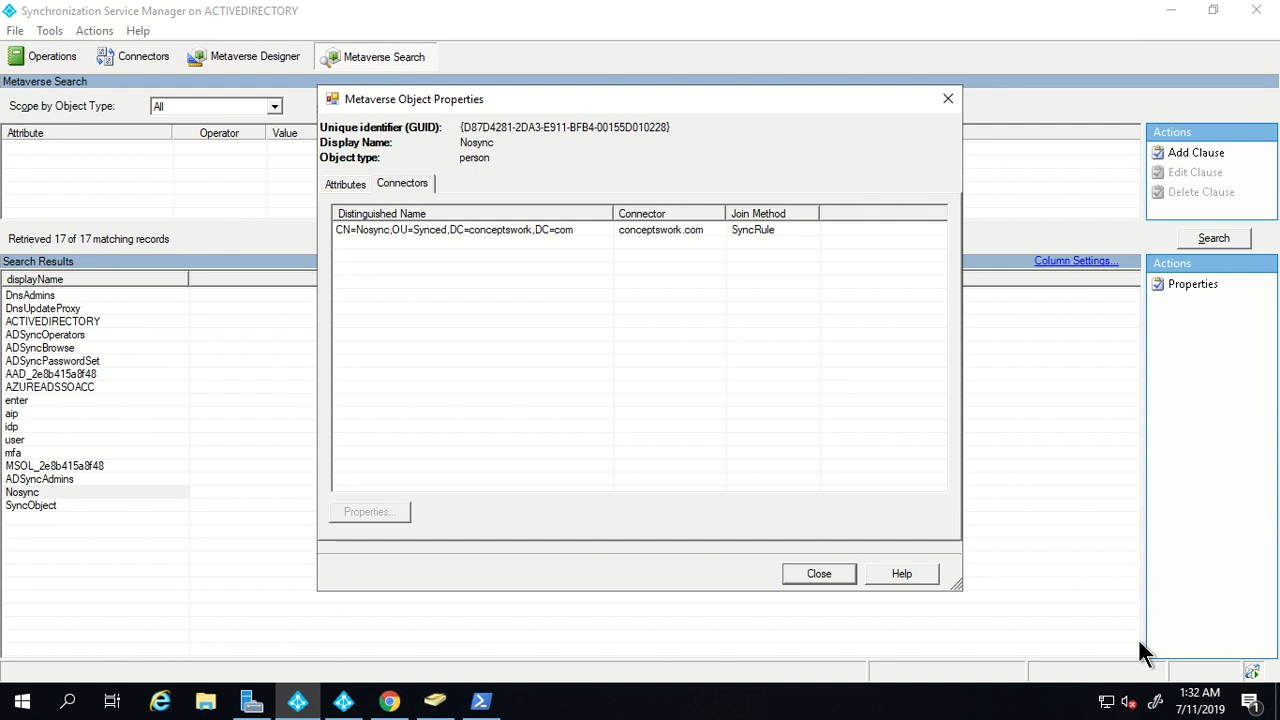 Synchronization Service Manager on ACTIVEDIRECTORY
File Tools Actions Help
Operations Connectors Metaverse Designer Metaverse Search
Metaverse Search
Scope by Object Type: All
Attribute Operator Value
Actions
Add Clause
Edit Clause
Delete Clause
Retrieved 17 of 17 matching records
Search
Search Results
Column Settings...
Actions
Properties
displayName
DnsAdmins
DnsUpdateProxy
ACTIVEDIRECTORY
ADSyncOperators
ADSyncBrowse
ADSyncPasswordSet
AAD_2e8b415a8f48
AZUREADSSOACC
enter
aip
idp
user
mfa
MSOL_2e8b415a8f48
ADSyncAdmins
Nosync
SyncObject
Metaverse Object Properties
Unique identifier (GUID): {D87D4281-2DA3-E911-BFB4-00155D010228}
Display Name: Nosync
Object type: person
Attributes Connectors
Distinguished Name Connector Join Method
CN=Nosync,OU=Synced,DC=conceptswork,DC=com conceptswork.com SyncRule
Properties...
Close Help
1:32 AM
7/11/2019
1